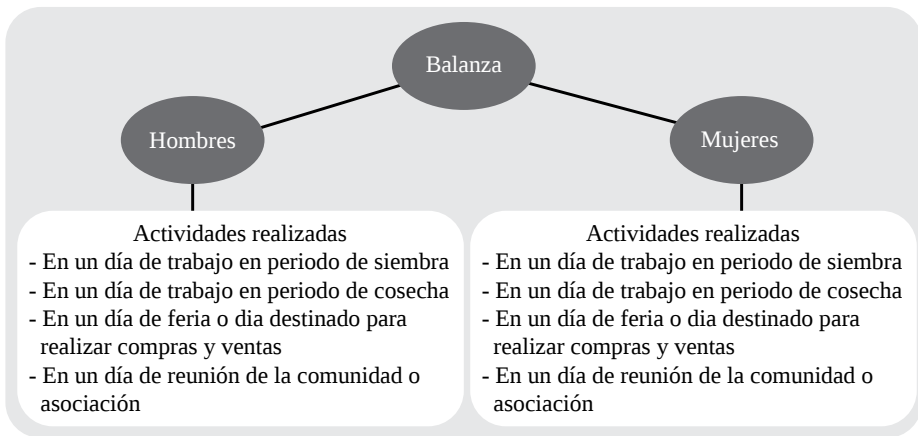 Balanza
Hombres
Mujeres
Actividades realizadas
- En un día de trabajo en periodo de siembra
- En un día de trabajo en periodo de cosecha
- En un día de feria o dia destinado para
realizar compras y ventas
- En un día de reunión de la comunidad o
asociación
Actividades realizadas
- En un día de trabajo en periodo de siembra
- En un día de trabajo en periodo de cosecha
- En un día de feria o dia destinado para
realizar compras y ventas
- En un día de reunión de la comunidad o
asociación